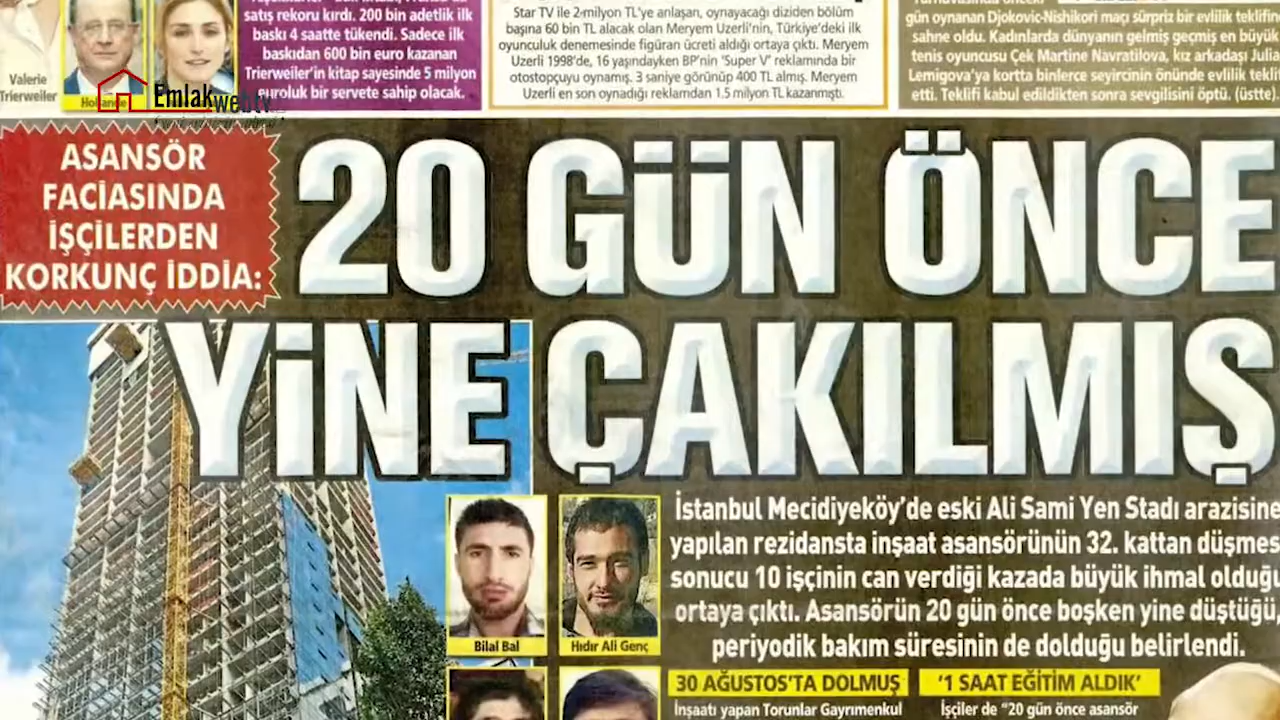 Valerie
Trierweiler
Hollande
satış rekoru kırdı. 200 bin adetlik ilk
baskı 4 saatte tükendi. Sadece ilk
baskıdan 600 bin euro kazanan
Trierweiler'in kitap sayesinde 5 milyon
euroluk bir servete sahip olacak.
Emlakwebtv
Star TV ile 2-milyon TL'ye anlaşan, oynayacağı diziden bölüm
başına 60 bin TL alacak olan Meryem Uzerli'nin, Türkiye'deki ilk
oyunculuk denemesinde figüran ücreti aldığı ortaya çıktı. Meryem
Uzerli 1998'de, 16 yaşındayken BP'nin 'Super V' reklamında bir
otostopçuyu oynamış. 3 saniye görünüp 400 TL almış. Meryem
Uzerli en son oynadığı reklamdan 1.5 milyon TL kazanmıştı.
gün oynanan Djokovic-Nishikori maçı sürpriz bir evlilik teklifin
sahne oldu. Kadınlarda dünyanın gelmiş geçmiş en büyük
tenis oyuncusu Çek Martine Navratilova, kız arkadaşı Julia
Lemigova'ya kortta binlerce seyircinin önünde evlilik tekli
etti. Teklifi kabul edildikten sonra sevgilisini öptü. (üstte).
ASANSÖR
FACİASINDA
İŞÇİLERDEN
KORKUNÇ İDDİA:
20 GÜN ÖNCE
YİNE ÇAKILMIŞ
İstanbul Mecidiyeköy'de eski Ali Sami Yen Stadı arazisine
yapılan rezidansta inşaat asansörünün 32. kattan düşmes
sonucu 10 işçinin can verdiği kazada büyük ihmal olduğu
ortaya çıktı. Asansörün 20 gün önce boşken yine düştüğü,
periyodik bakım süresinin de dolduğu belirlendi.
Bilal Bal
Hıdır Ali Genç
30 AĞUSTOS'TA DOLMUŞ
İnşaatı yapan Torunlar Gayrımenkul
'1 SAAT EĞİTİM ALDIK'
İşçiler de "20 gün önce asansör